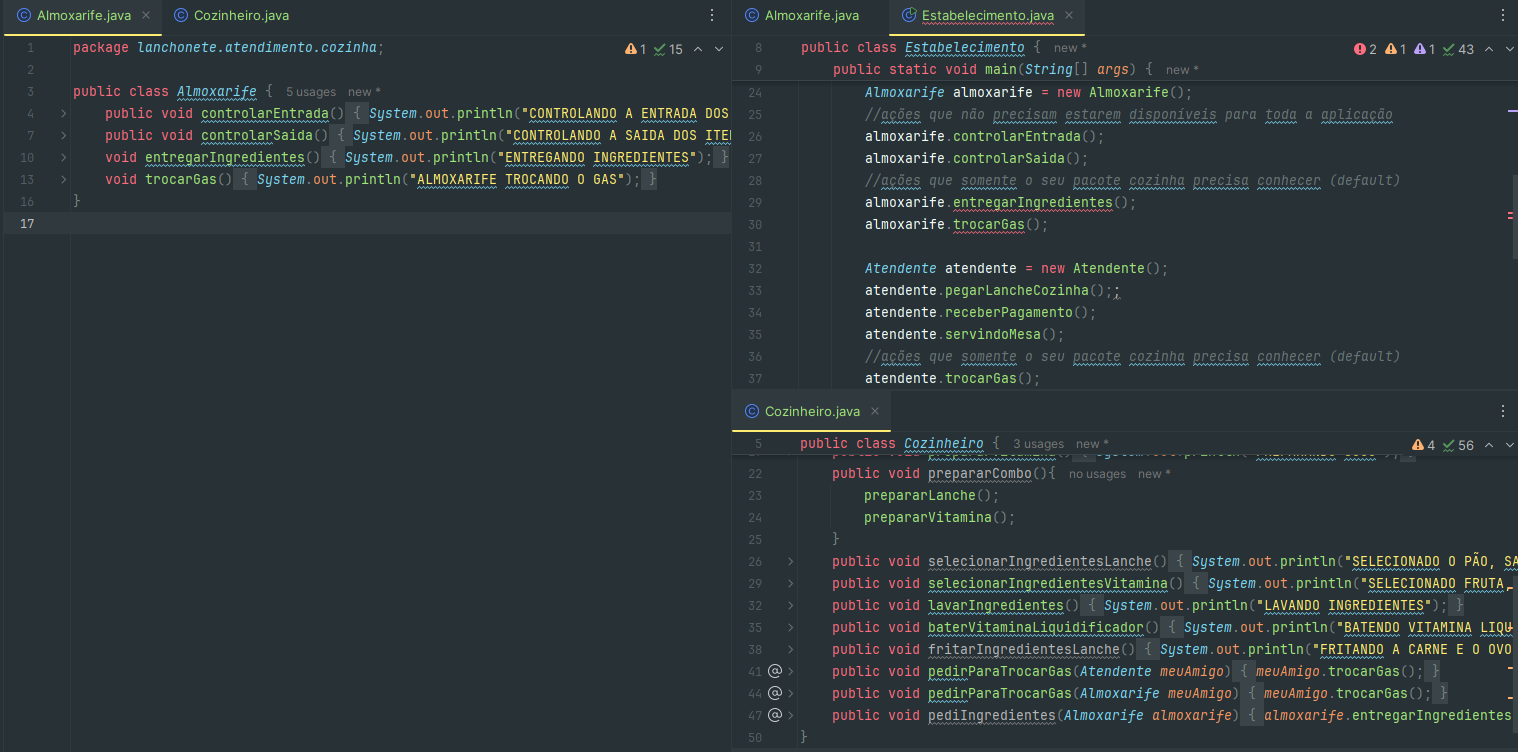 Almoxarife.java
Cozinheiro.java
1 package lanchonete.atendimento.cozinha;
1 15
2
3 public class Almoxarife { 5 usages new *
4 public void controlarEntrada() { System.out.println("CONTROLANDO A ENTRADA DOS
7 public void controlarSaida() { System.out.println("CONTROLANDO A SAIDA DOS ITE
10 void entregarIngredientes() { System.out.println("ENTREGANDO INGREDIENTES"); }
13 void trocarGas() { System.out.println("ALMOXARIFE TROCANDO O GAS"); }
16 }
17
Almoxarife.java
Estabelecimento.java
8 public class Estabelecimento { new *
2 1 1 43
9 public static void main(String[] args) { new *
24 Almoxarife almoxarife = new Almoxarife();
25 //ações que não precisam estarem disponíveis para toda a aplicação
26 almoxarife.controlarEntrada();
27 almoxarife.controlarSaida();
28 //ações que somente o seu pacote cozinha precisa conhecer (default)
29 almoxarife.entregarIngredientes();
30 almoxarife.trocarGas();
31
32 Atendente atendente = new Atendente();
33 atendente.pegarLancheCozinha();;
34 atendente.receberPagamento();
35 atendente.servindoMesa();
36 //ações que somente o seu pacote cozinha precisa conhecer (default)
37 atendente.trocarGas();
Cozinheiro.java
5 public class Cozinheiro { 3 usages new *
4 56
22 public void prepararCombo(){ no usages new *
23 prepararLanche();
24 prepararVitamina();
25 }
26 public void selecionarIngredientesLanche() { System.out.println("SELECIONADO O PÃO, SA
29 public void selecionarIngredientesVitamina() { System.out.println("SELECIONADO FRUTA,
32 public void lavarIngredientes() { System.out.println("LAVANDO INGREDIENTES"); }
35 public void baterVitaminaLiquidificador() { System.out.println("BATENDO VITAMINA LIQU
38 public void fritarIngredientesLanche() { System.out.println("FRITANDO A CARNE E O OVO
41 @ public void pedirParaTrocarGas(Atendente meuAmigo) { meuAmigo.trocarGas(); }
44 @ public void pedirParaTrocarGas(Almoxarife meuAmigo) { meuAmigo.trocarGas(); }
47 @ public void pediIngredientes(Almoxarife almoxarife) { almoxarife.entregarIngredientes
50 }